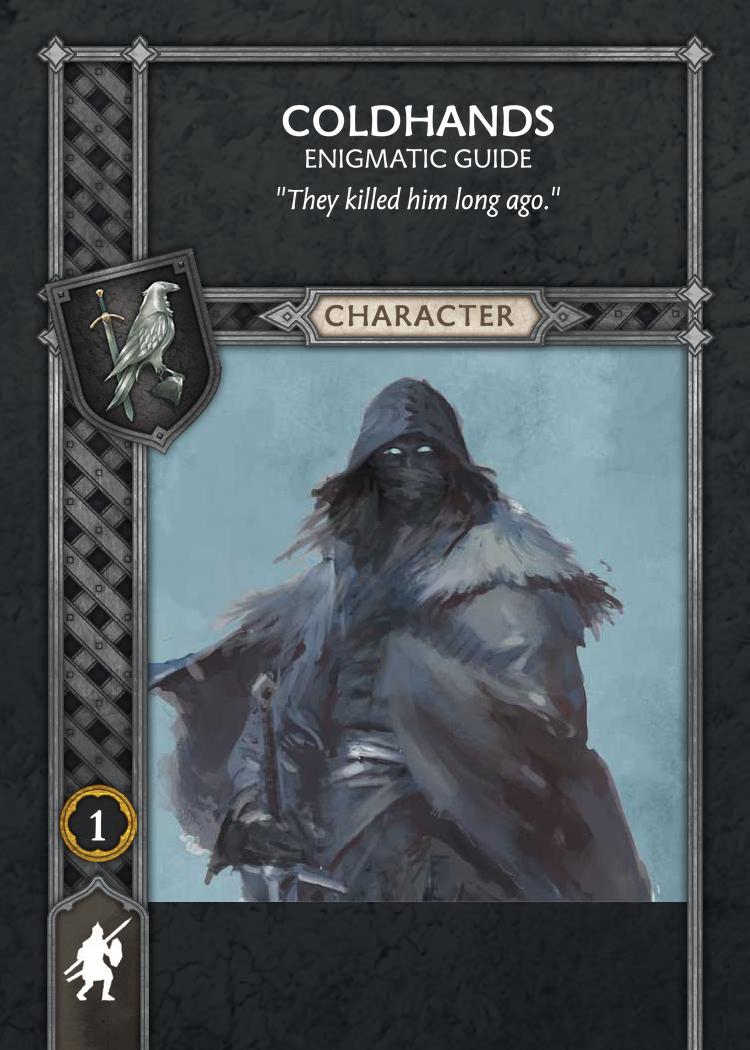 COLDHANDS
ENIGMATIC GUIDE
"They killed him long ago."
CHARACTER
1